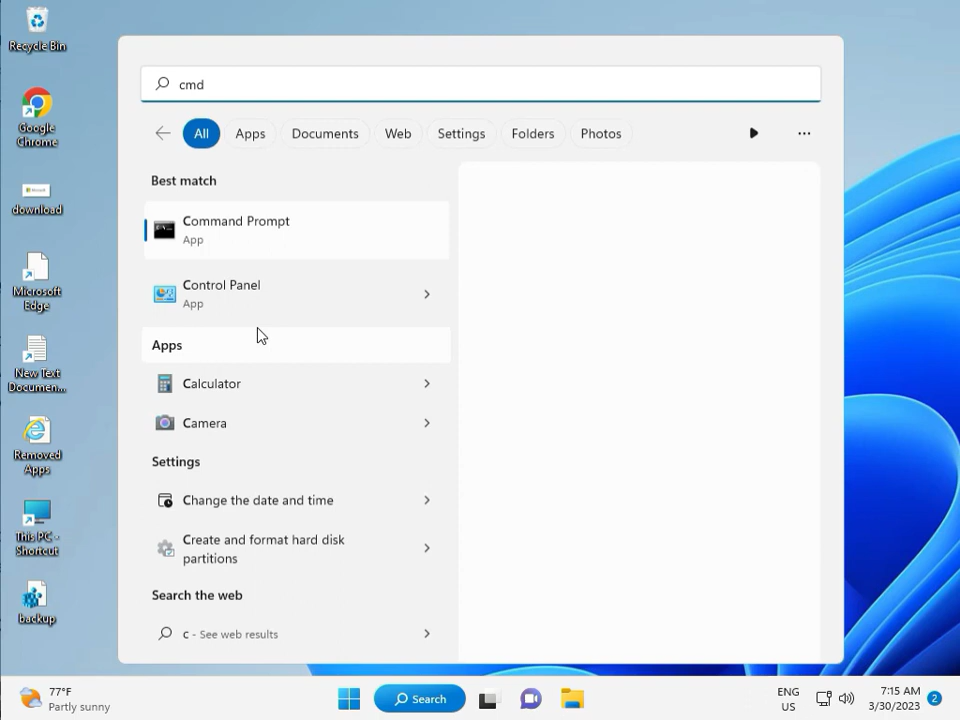 Recycle Bin
Google
Chrome
download
Microsoft
Edge
New Text
Documen...
Removed
Apps
This PC -
Shortcut
backup
cmd
All
Apps
Documents
Web
Settings
Folders
Photos
Best match
Command Prompt
App
Control Panel
App
Apps
Calculator
Camera
Settings
Change the date and time
Create and format hard disk
partitions
Search the web
c - See web results
77°F
Partly sunny
Search
ENG
US
7:15 AM
3/30/2023
2